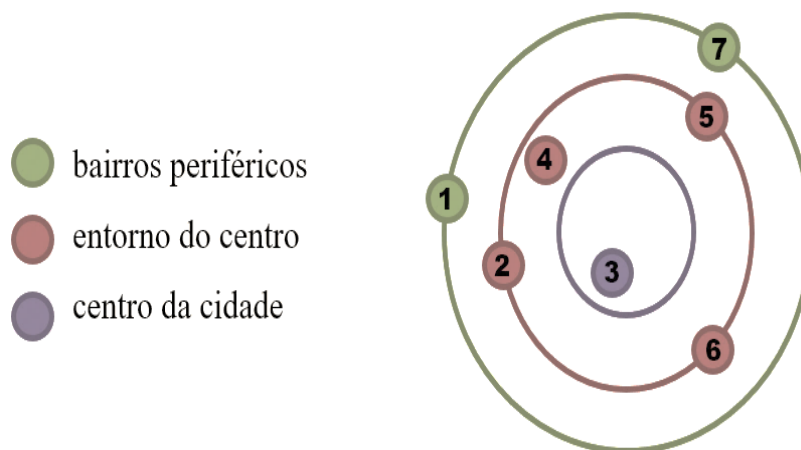 bairros periféricos
entorno do centro
centro da cidade
7
5
4
1
2
3
6